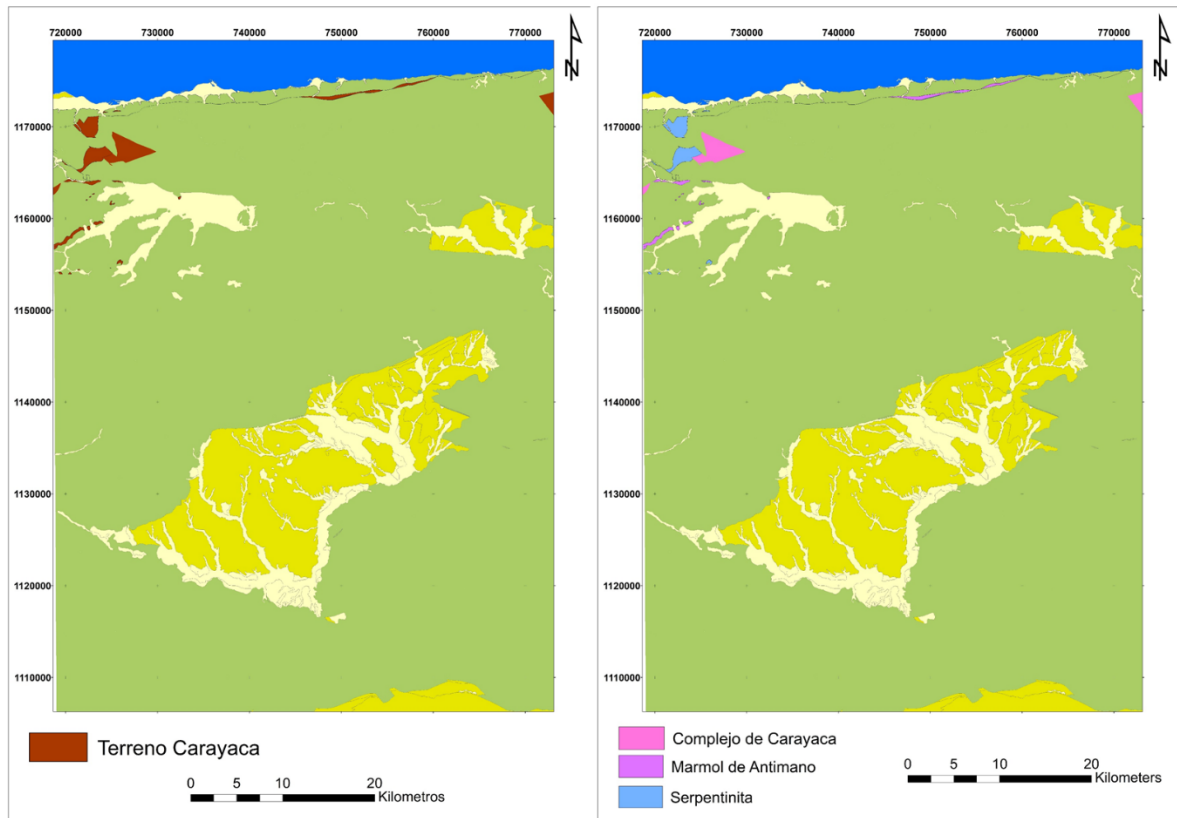 720000 730000 740000 750000 760000 770000
N
1170000
1160000
1150000
1140000
1130000
1120000
1110000
Terreno Carayaca
0 5 10 20
Kilometros
720000 730000 740000 750000 760000 770000
N
1170000
1160000
1150000
1140000
1130000
1120000
1110000
Complejo de Carayaca
Marmol de Antimano
Serpentinita
0 5 10 20
Kilometers